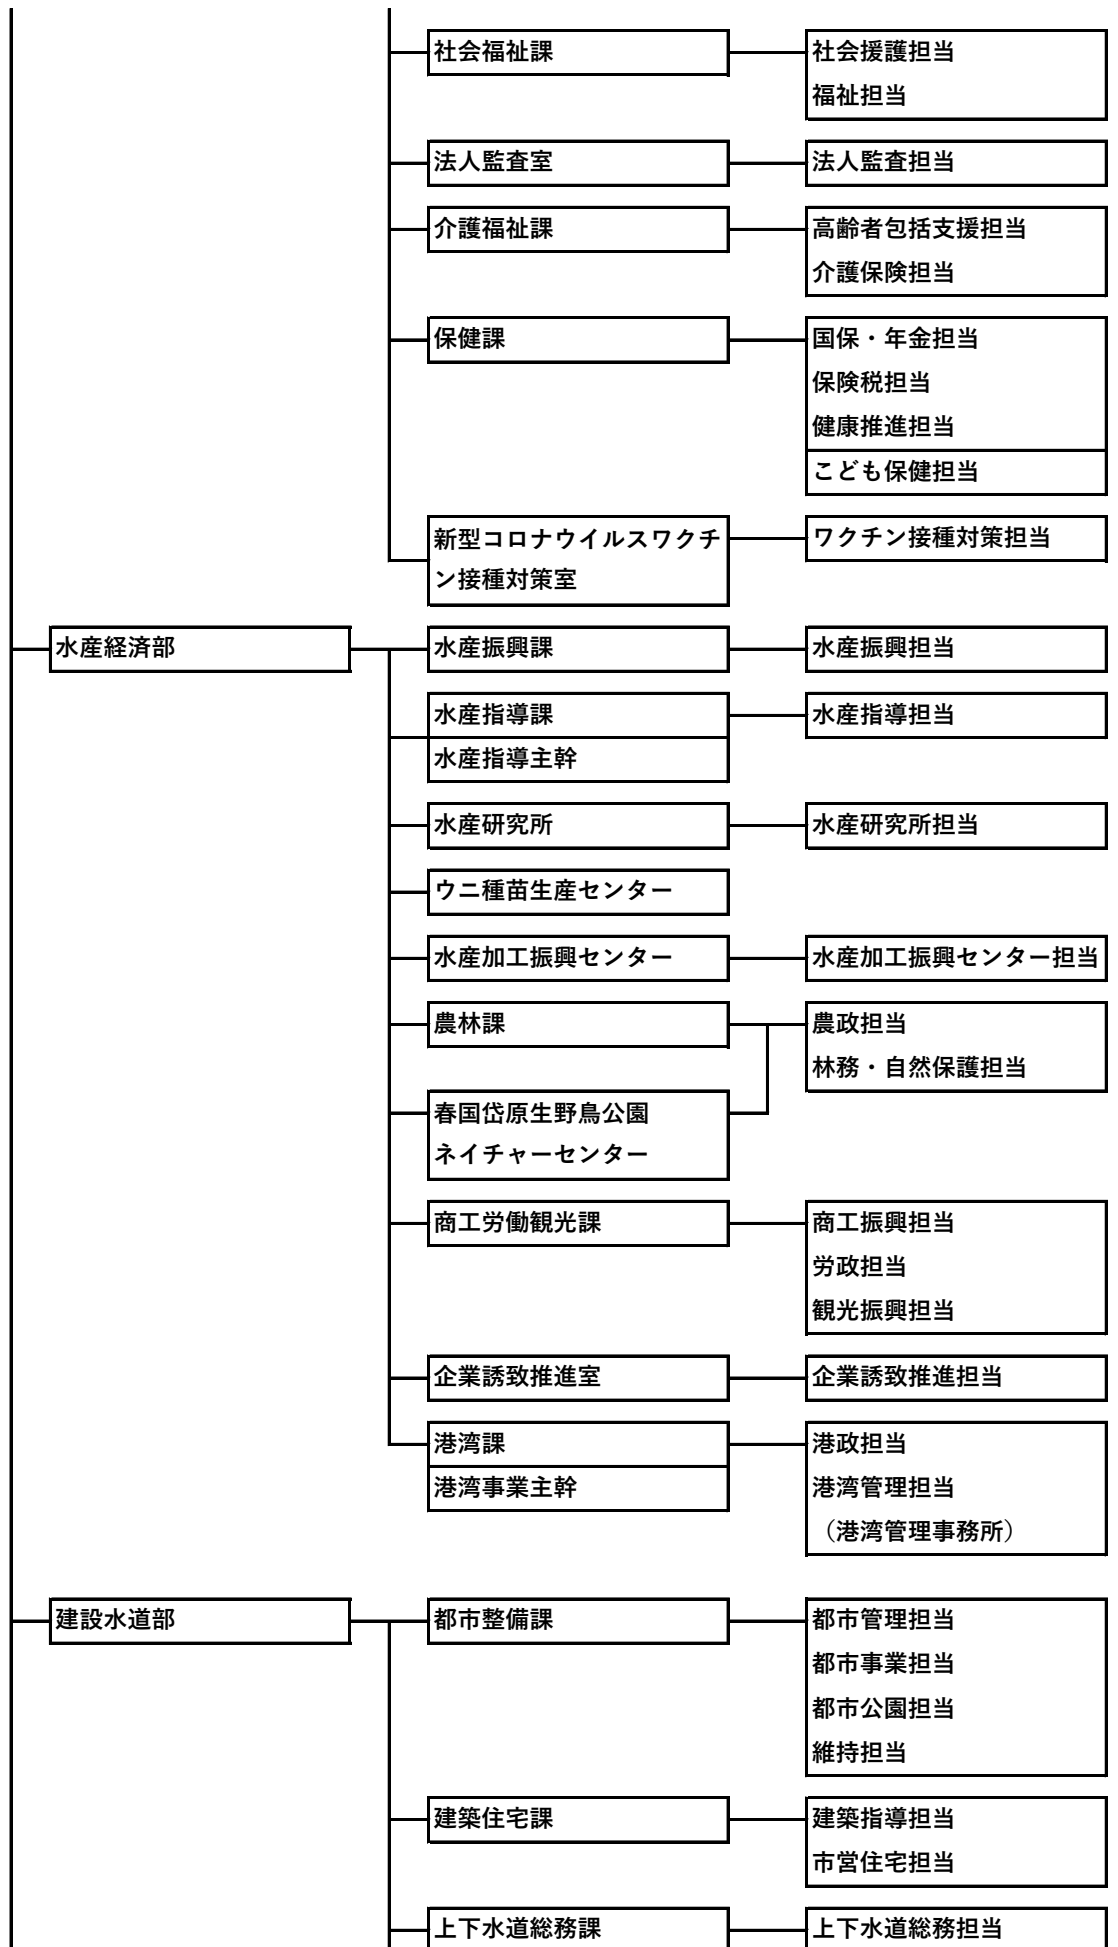 社会福祉課
社会援護担当
福祉担当
法人監査室
法人監査担当
介護福祉課
高齢者包括支援担当
介護保険担当
保健課
国保・年金担当
保険税担当
健康推進担当
こども保健担当
新型コロナウイルスワクチ
ン接種対策室
ワクチン接種対策担当
水産経済部
水産振興課
水産振興担当
水産指導課
水産指導主幹
水産指導担当
水産研究所
水産研究所担当
ウニ種苗生産センター
水産加工振興センター
水産加工振興センター担当
農林課
農政担当
林務・自然保護担当
春国岱原生野鳥公園
ネイチャーセンター
商工労働観光課
商工振興担当
労政担当
観光振興担当
企業誘致推進室
企業誘致推進担当
港湾課
港湾事業主幹
港政担当
港湾管理担当
（港湾管理事務所）
建設水道部
都市整備課
都市管理担当
都市事業担当
都市公園担当
維持担当
建築住宅課
建築指導担当
市営住宅担当
上下水道総務課
上下水道総務担当